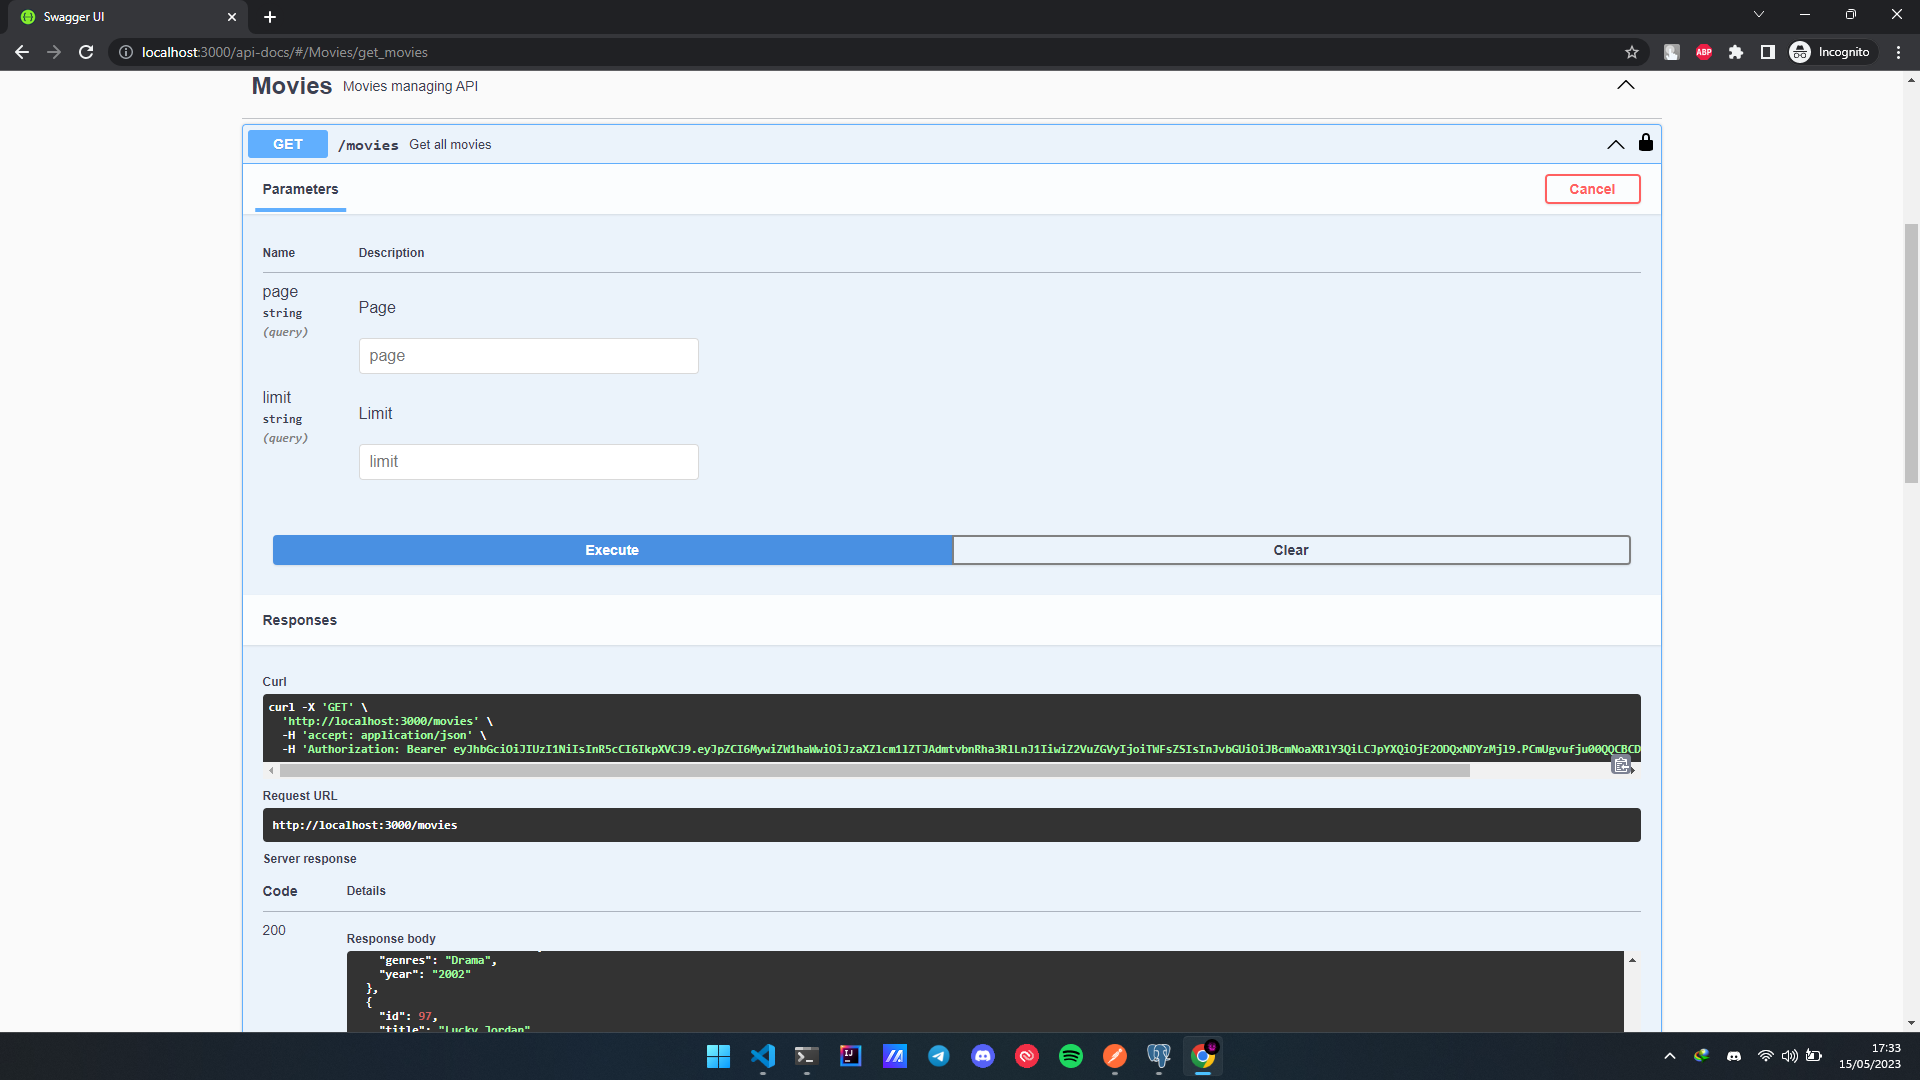 Swagger UI
localhost:3000/api-docs/#/Movies/get_movies
ABP
Incognito
Movies Movies managing API
GET /movies Get all movies
Parameters
Cancel
Name Description
page
string
(query)
Page
page
limit
string
(query)
Limit
limit
Execute
Clear
Responses
Curl
curl -X 'GET' \
'http://localhost:3000/movies' \
-H 'accept: application/json' \
-H 'Authorization: Bearer
Request URL
http://localhost:3000/movies
Server response
Code Details
200
Response body
"genres": "Drama",
"year": "2002"
},
{
"id": 97,
"title": "Lucky Jordan"
IJ
17:33
15/05/2023